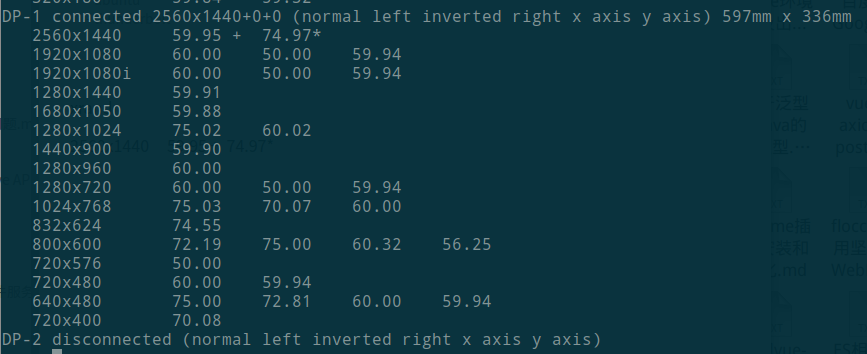 DP-1 connected 2560x1440+0+0 (normal left inverted right x axis y axis) 597mm x 336mm
2560x1440 59.95 + 74.97*
1920x1080 60.00 50.00 59.94
1920x1080i 60.00 50.00 59.94
1280x1440 59.91
1680x1050 59.88
1280x1024 75.02 60.02
1440x900 59.90
1280x960 60.00
1280x720 60.00 50.00 59.94
1024x768 75.03 70.07 60.00
832x624 74.55
800x600 72.19 75.00 60.32 56.25
720x576 50.00
720x480 60.00 59.94
640x480 75.00 72.81 60.00 59.94
720x400 70.08
DP-2 disconnected (normal left inverted right x axis y axis)